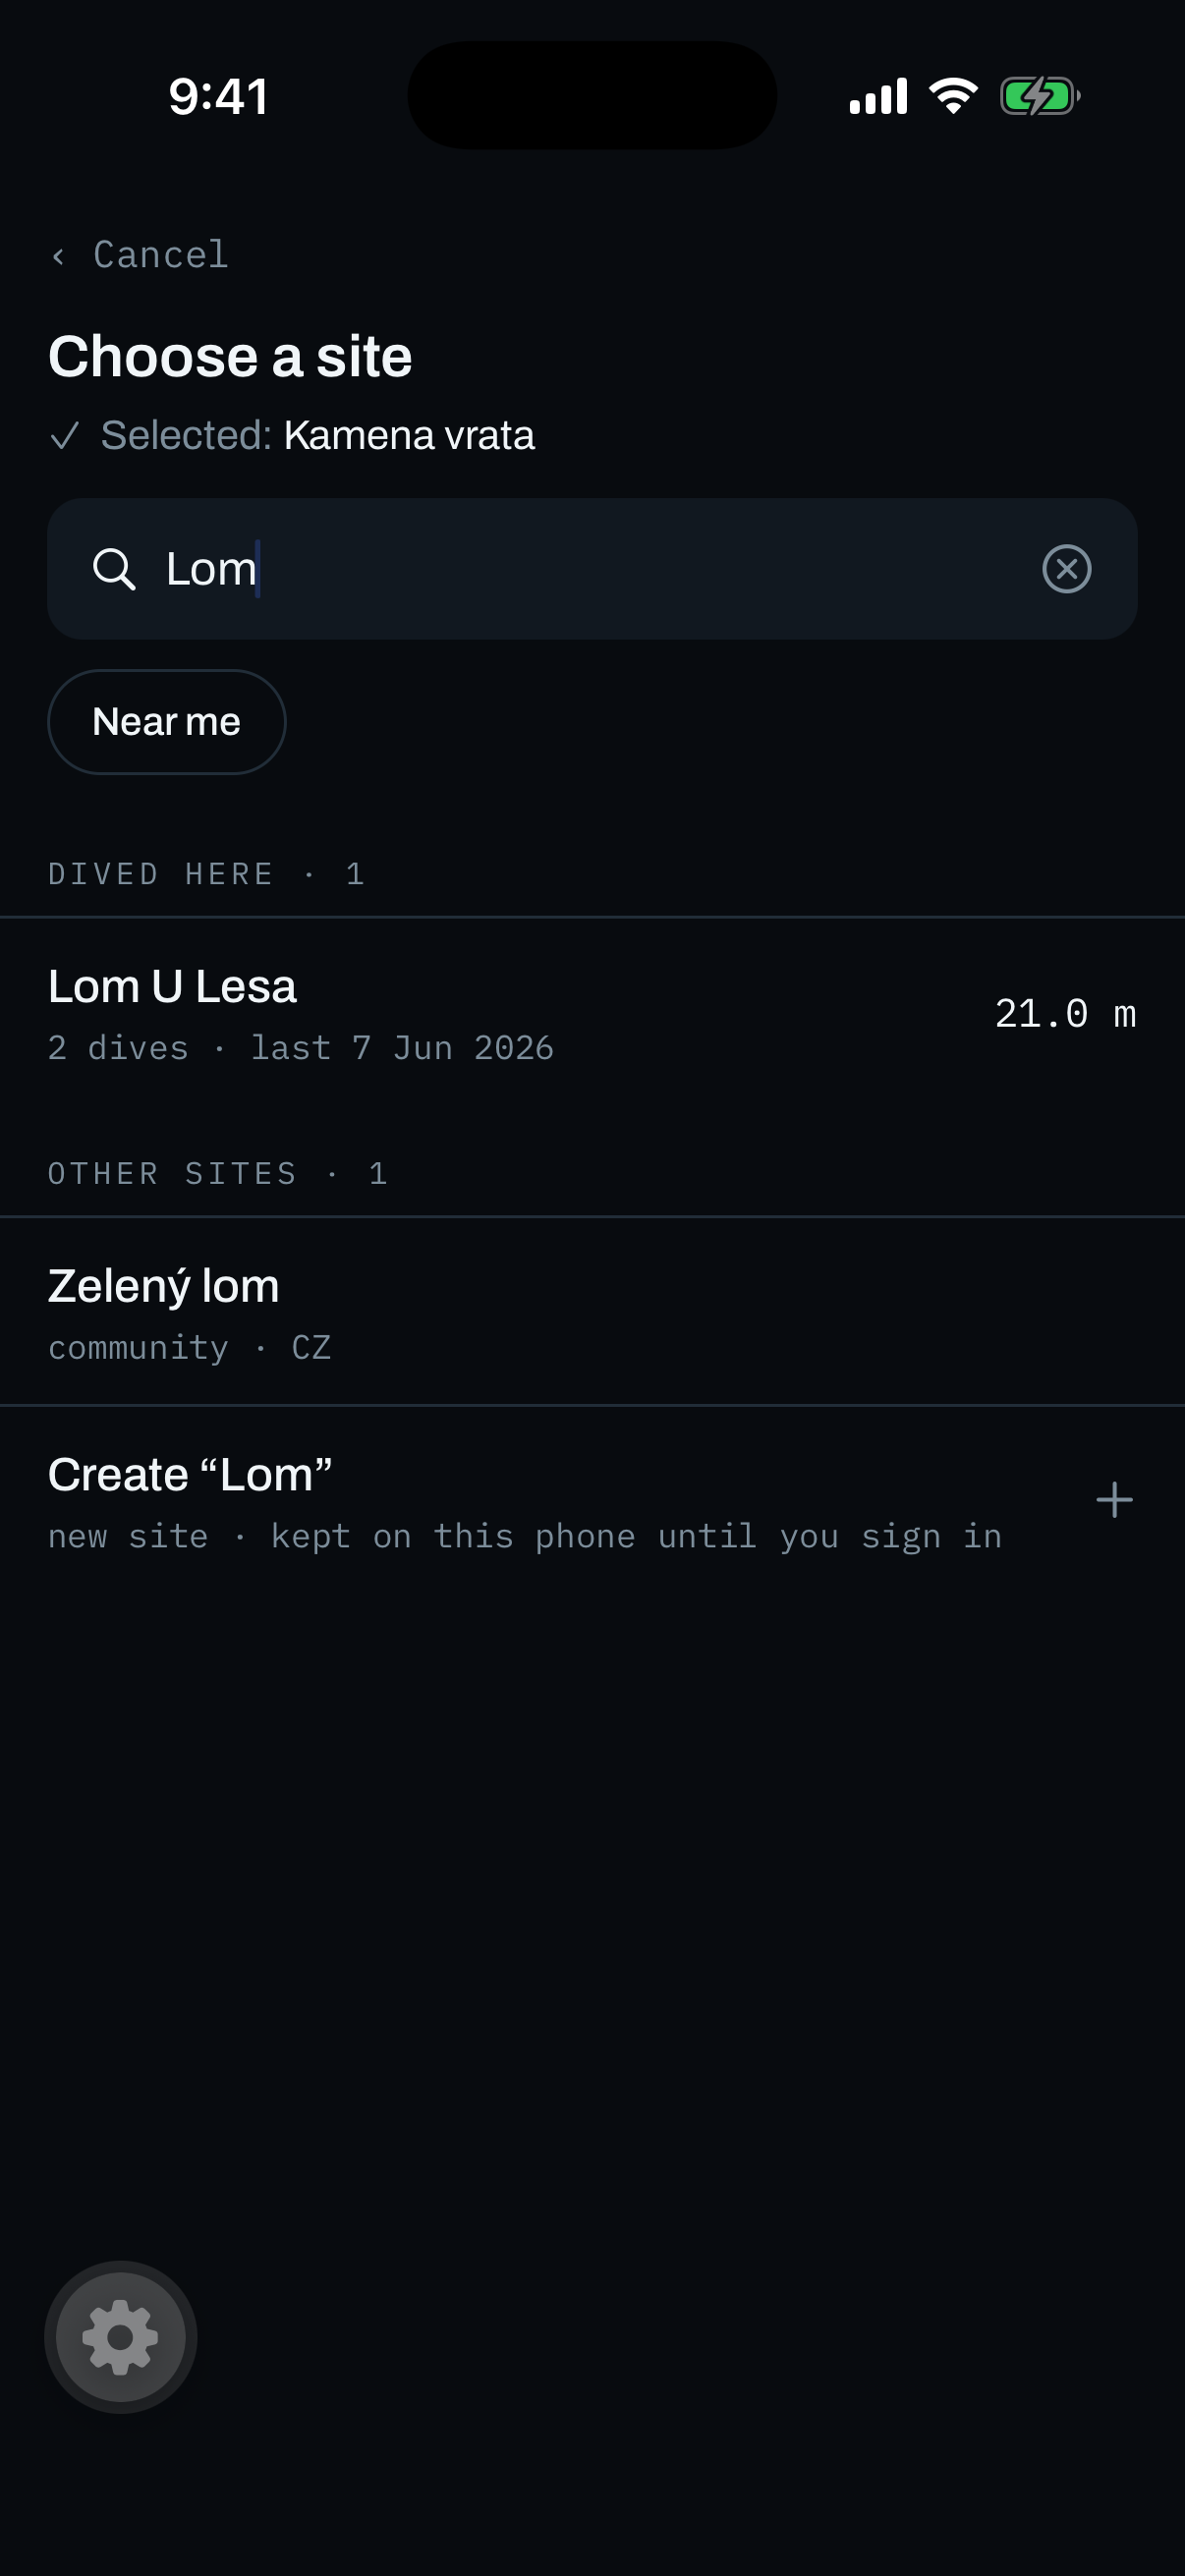 9:41
‹ Cancel
Choose a site
✓ Selected: Kamena vrata
Lom
Near me
DIVED HERE · 1
Lom U Lesa
21.0 m
2 dives · last 7 Jun 2026
OTHER SITES · 1
Zelený lom
community · CZ
Create “Lom”
new site · kept on this phone until you sign in